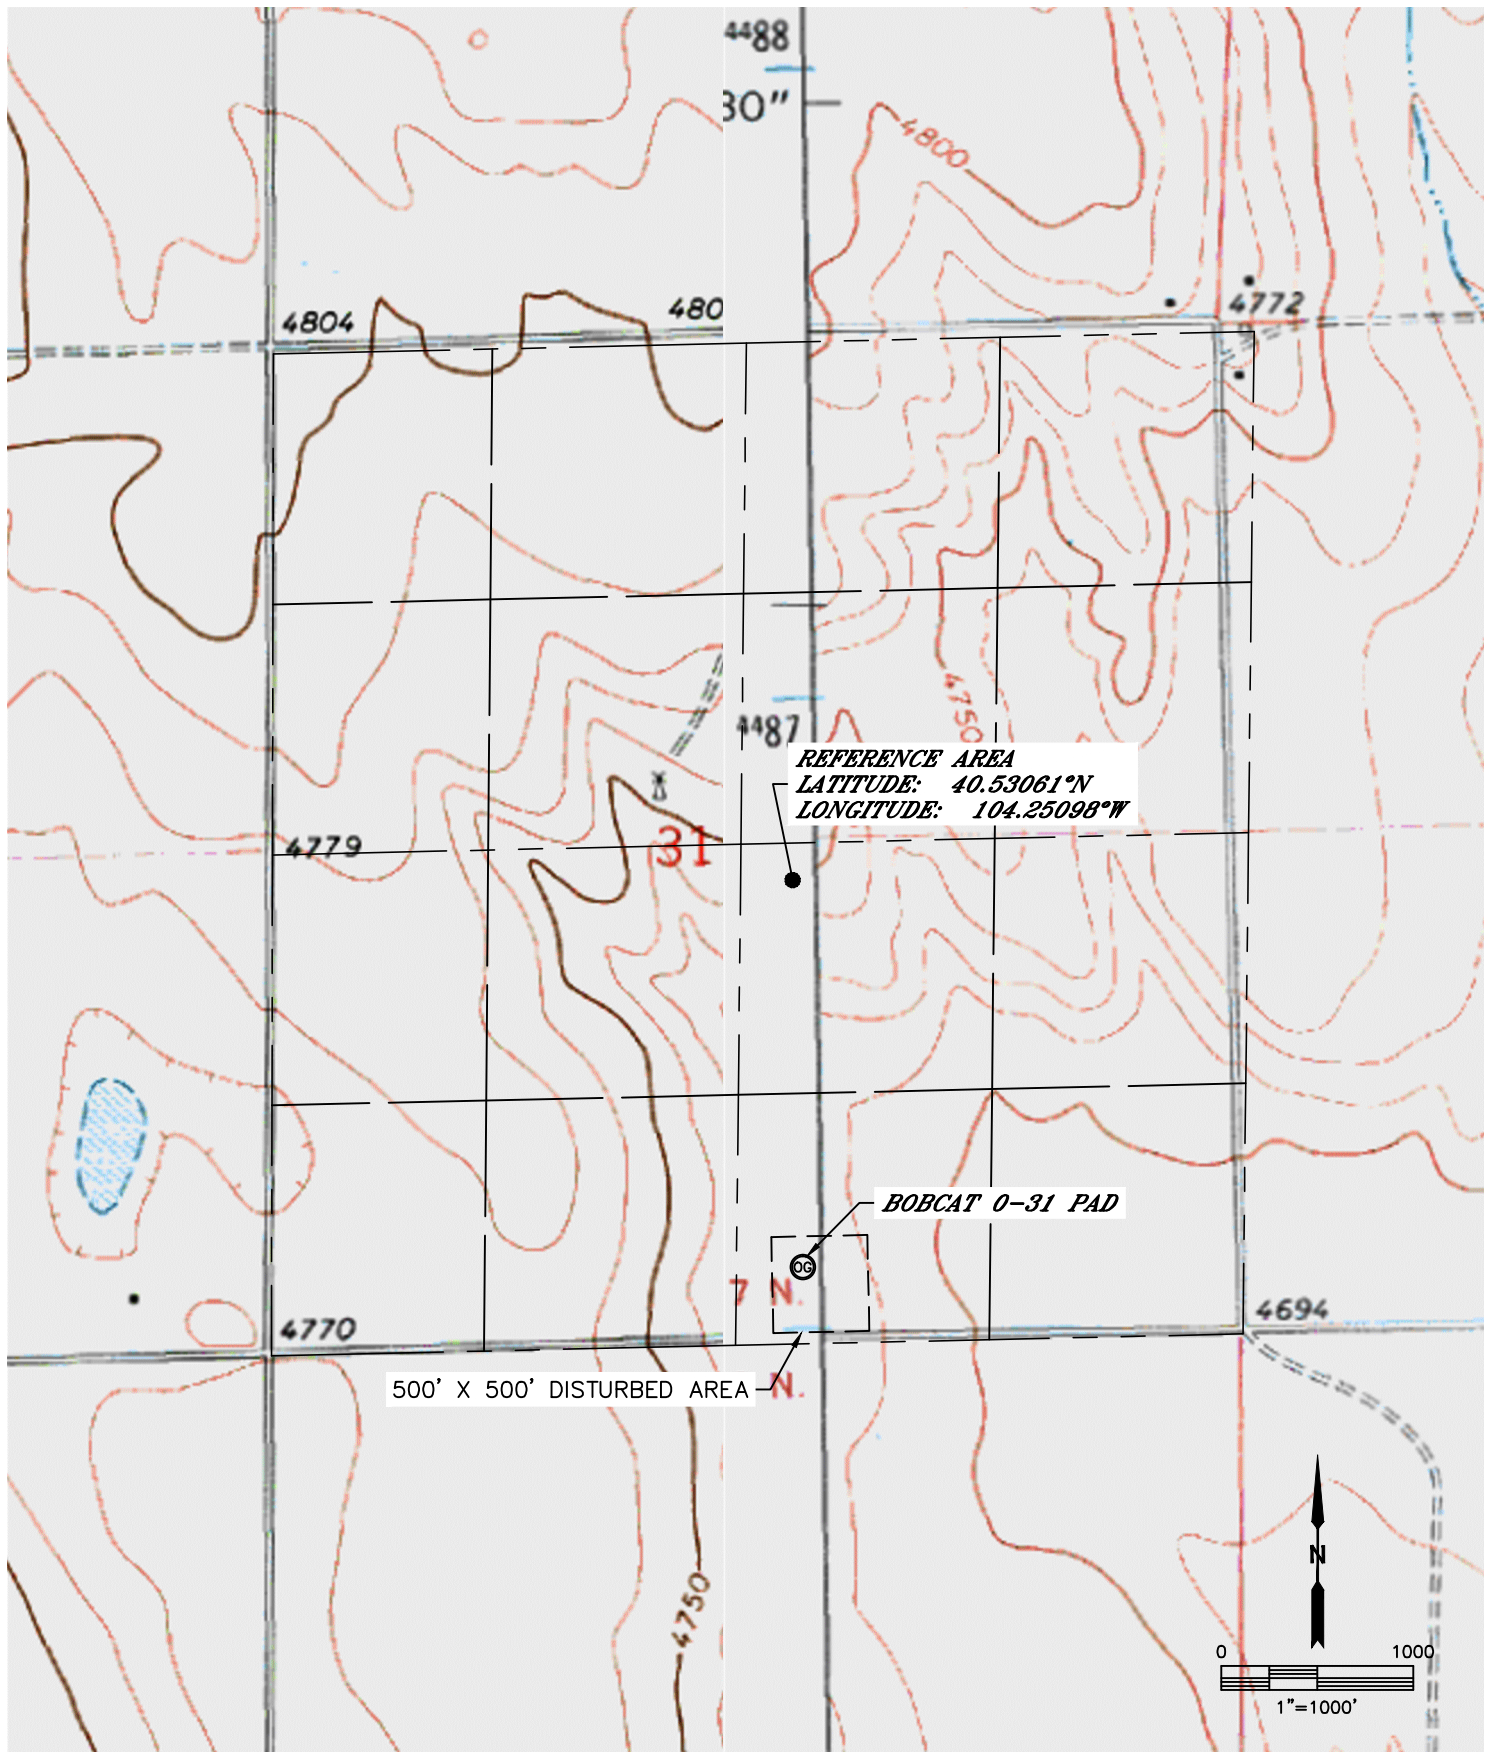 4488
30"
4800
4804
480
4772
4750
4487
REFERENCE AREA
LATITUDE: 40.53061°N
LONGITUDE: 104.25098°W
31
4779
BOBCAT 0-31 PAD
OG
7 N.
4694
4770
500' X 500' DISTURBED AREA
N.
4750
N
0 1000
1"=1000'